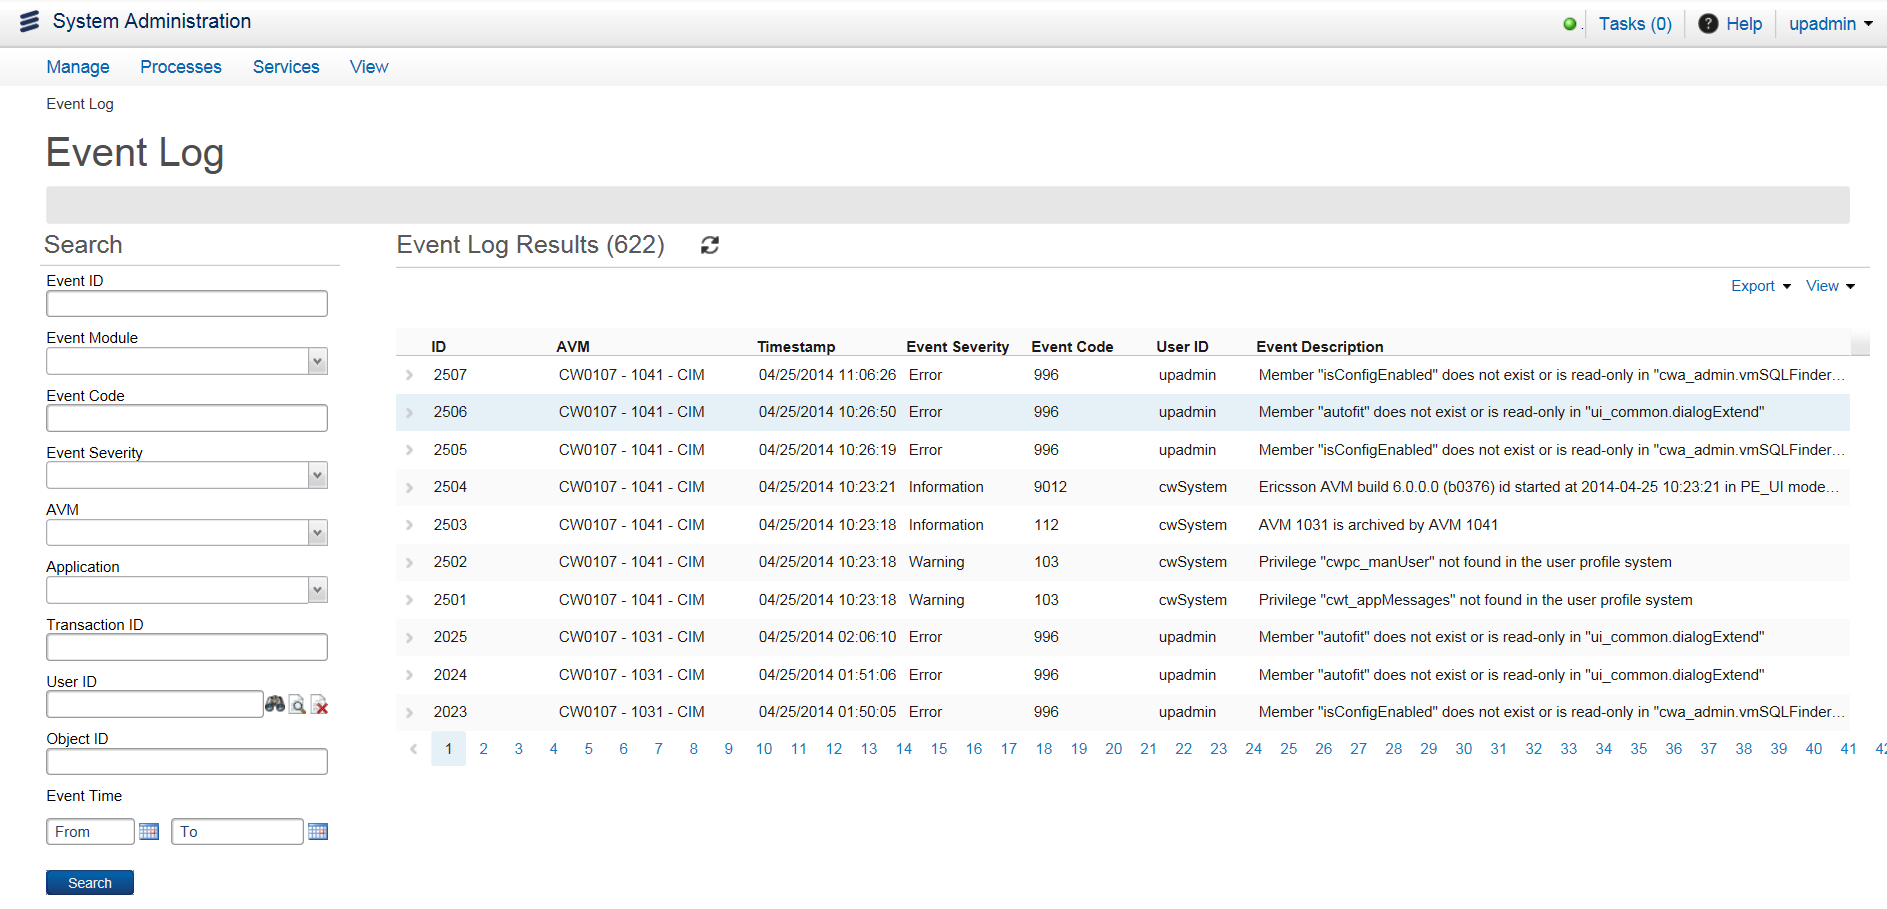 System Administration
. Tasks (0) ? Help upadmin
Manage Processes Services View
Event Log
Event Log
Search
Event ID
Event Module
Event Code
Event Severity
AVM
Application
Transaction ID
User ID
Object ID
Event Time
From To
Search
Event Log Results (622)
Export View
ID AVM Timestamp Event Severity Event Code User ID Event Description
2507 CW0107 - 1041 - CIM 04/25/2014 11:06:26 Error 996 upadmin Member "isConfigEnabled" does not exist or is read-only in "cwa_admin.vmSQLFinder...
2506 CW0107 - 1041 - CIM 04/25/2014 10:26:50 Error 996 upadmin Member "autofit" does not exist or is read-only in "ui_common.dialogExtend"
2505 CW0107 - 1041 - CIM 04/25/2014 10:26:19 Error 996 upadmin Member "isConfigEnabled" does not exist or is read-only in "cwa_admin.vmSQLFinder...
2504 CW0107 - 1041 - CIM 04/25/2014 10:23:21 Information 9012 cwSystem Ericsson AVM build 6.0.0.0 (b0376) id started at 2014-04-25 10:23:21 in PE_UI mode...
2503 CW0107 - 1041 - CIM 04/25/2014 10:23:18 Information 112 cwSystem AVM 1031 is archived by AVM 1041
2502 CW0107 - 1041 - CIM 04/25/2014 10:23:18 Warning 103 cwSystem Privilege "cwpc_manUser" not found in the user profile system
2501 CW0107 - 1041 - CIM 04/25/2014 10:23:18 Warning 103 cwSystem Privilege "cwt_appMessages" not found in the user profile system
2025 CW0107 - 1031 - CIM 04/25/2014 02:06:10 Error 996 upadmin Member "autofit" does not exist or is read-only in "ui_common.dialogExtend"
2024 CW0107 - 1031 - CIM 04/25/2014 01:51:06 Error 996 upadmin Member "autofit" does not exist or is read-only in "ui_common.dialogExtend"
2023 CW0107 - 1031 - CIM 04/25/2014 01:50:05 Error 996 upadmin Member "isConfigEnabled" does not exist or is read-only in "cwa_admin.vmSQLFinder...
1 2 3 4 5 6 7 8 9 10 11 12 13 14 15 16 17 18 19 20 21 22 23 24 25 26 27 28 29 30 31 32 33 34 35 36 37 38 39 40 41 42